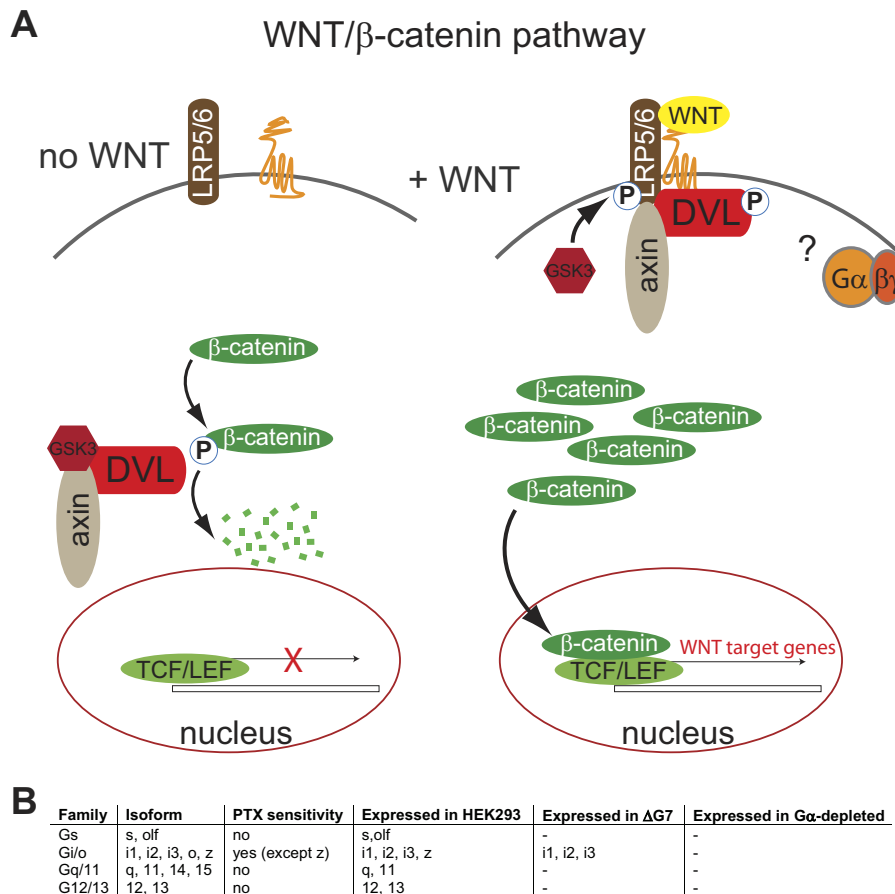 A
WNT/β-catenin pathway
no WNT
LRP5/6
+ WNT
LRP5/6
WNT
P
DVL
P
GSK3
axin
?
Gα
βγ
β-catenin
P
β-catenin
GSK3
DVL
axin
β-catenin
β-catenin
β-catenin
β-catenin
β-catenin
TCF/LEF
X
nucleus
β-catenin
WNT target genes
TCF/LEF
nucleus
B
Family Isoform PTX sensitivity Expressed in HEK293 Expressed in ΔG7 Expressed in Gα-depleted
Gs s, olf no s,olf - -
Gi/o i1, i2, i3, o, z yes (except z) i1, i2, i3, z i1, i2, i3 -
Gq/11 q, 11, 14, 15 no q, 11 - -
G12/13 12, 13 no 12, 13 - -